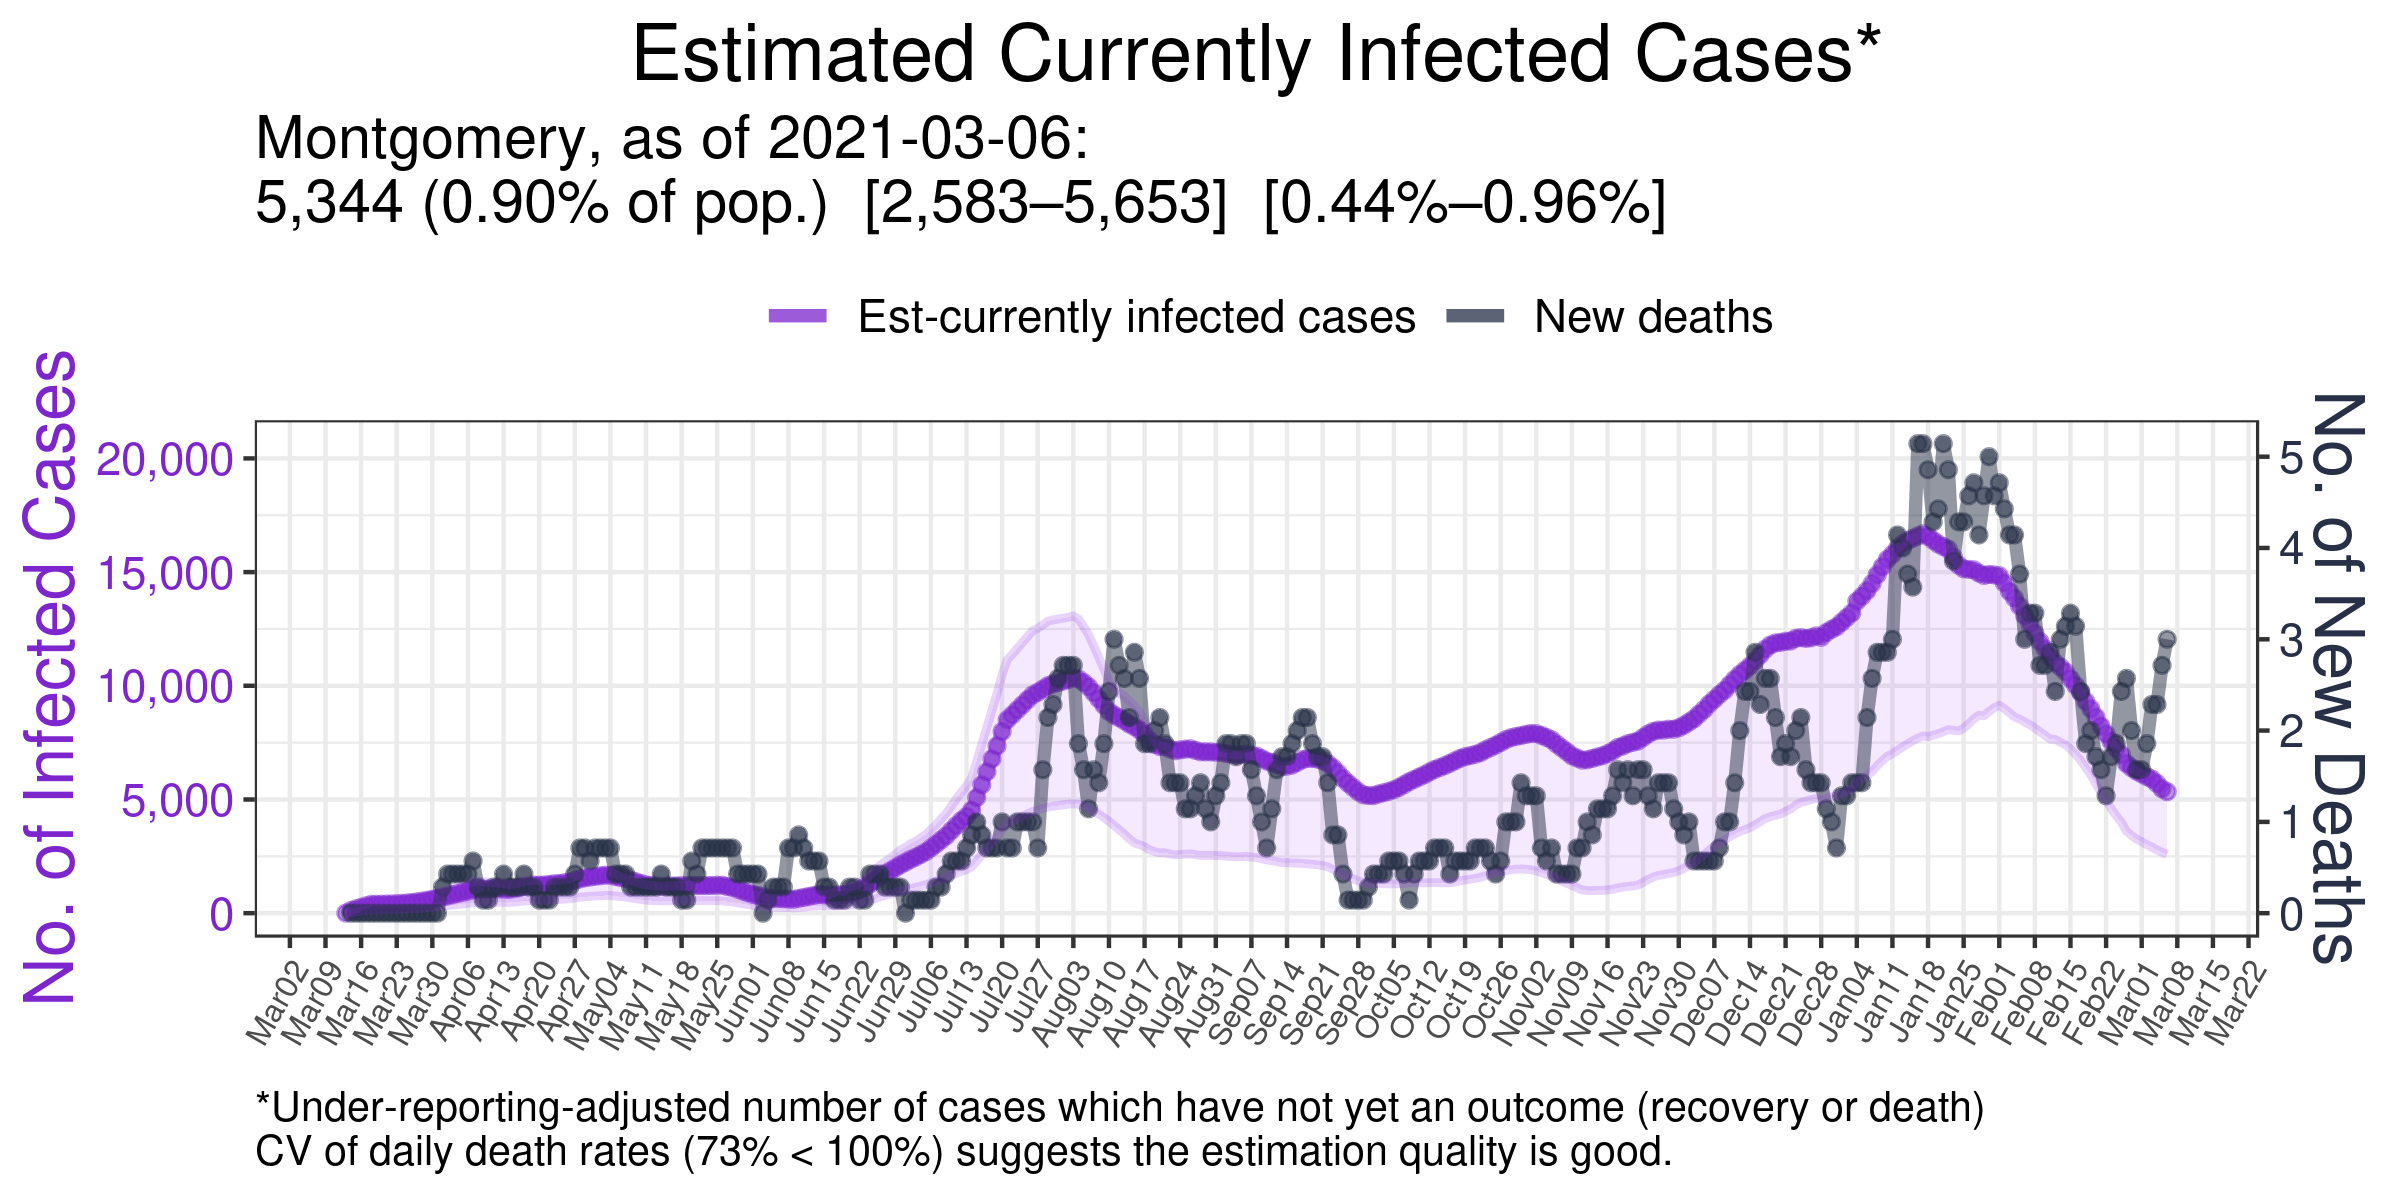 Estimated Currently Infected Cases*
Montgomery, as of 2021-03-06:
5,344 (0.90% of pop.) [2,583–5,653] [0.44%–0.96%]
Est-currently infected cases
New deaths
No. of Infected Cases
20,000
15,000
10,000
5,000
0
5
4
3
2
1
0
No. of New Deaths
Mar02
Mar09
Mar16
Mar23
Mar30
Apr06
Apr13
Apr20
Apr27
May04
May11
May18
May25
Jun01
Jun08
Jun15
Jun22
Jun29
Jul06
Jul13
Jul20
Jul27
Aug03
Aug10
Aug17
Aug24
Aug31
Sep07
Sep14
Sep21
Sep28
Oct05
Oct12
Oct19
Oct26
Nov02
Nov09
Nov16
Nov23
Nov30
Dec07
Dec14
Dec21
Dec28
Jan04
Jan11
Jan18
Jan25
Feb01
Feb08
Feb15
Feb22
Mar01
Mar08
Mar15
Mar22
*Under-reporting-adjusted number of cases which have not yet an outcome (recovery or death)
CV of daily death rates (73% < 100%) suggests the estimation quality is good.